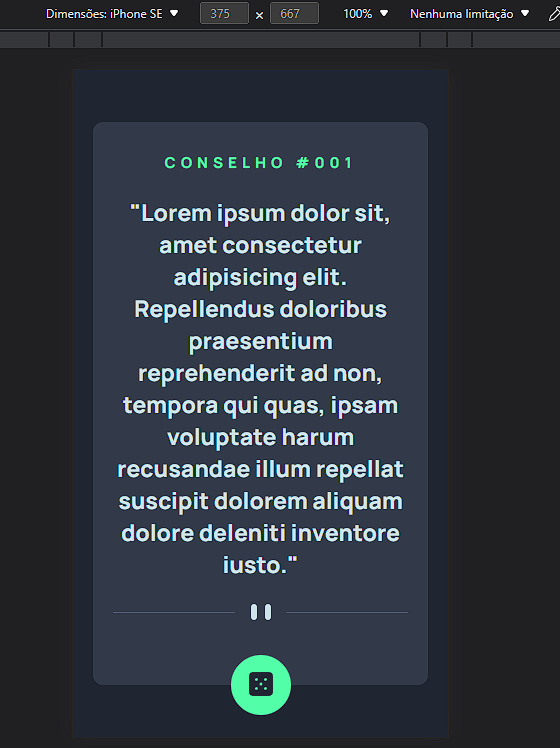 Dimensões: iPhone SE ▼ 375 × 667 100% ▼ Nenhuma limitação ▼
CONSELHO #001
"Lorem ipsum dolor sit,
amet consectetur
adipisicing elit.
Repellendus doloribus
praesentium
reprehenderit ad non,
tempora qui quas, ipsam
voluptate harum
recusandae illum repellat
suscipit dolorem aliquam
dolore deleniti inventore
iusto."